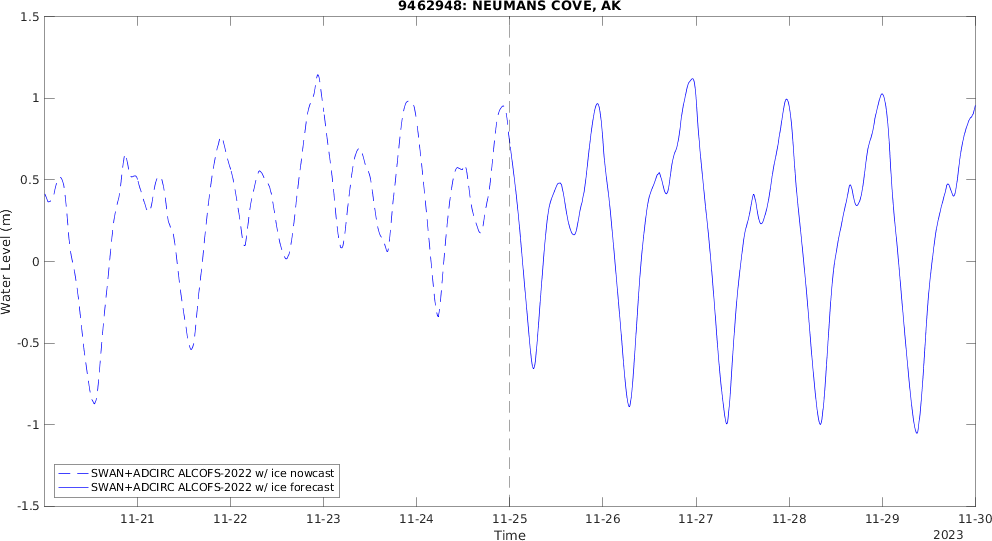 9462948: NEUMANS COVE, AK
1.5
1
0.5
0
-0.5
-1
-1.5
Water Level (m)
SWAN+ADCIRC ALCOFS-2022 w/ ice nowcast
SWAN+ADCIRC ALCOFS-2022 w/ ice forecast
11-21 11-22 11-23 11-24 11-25 11-26 11-27 11-28 11-29 11-30
Time
2023